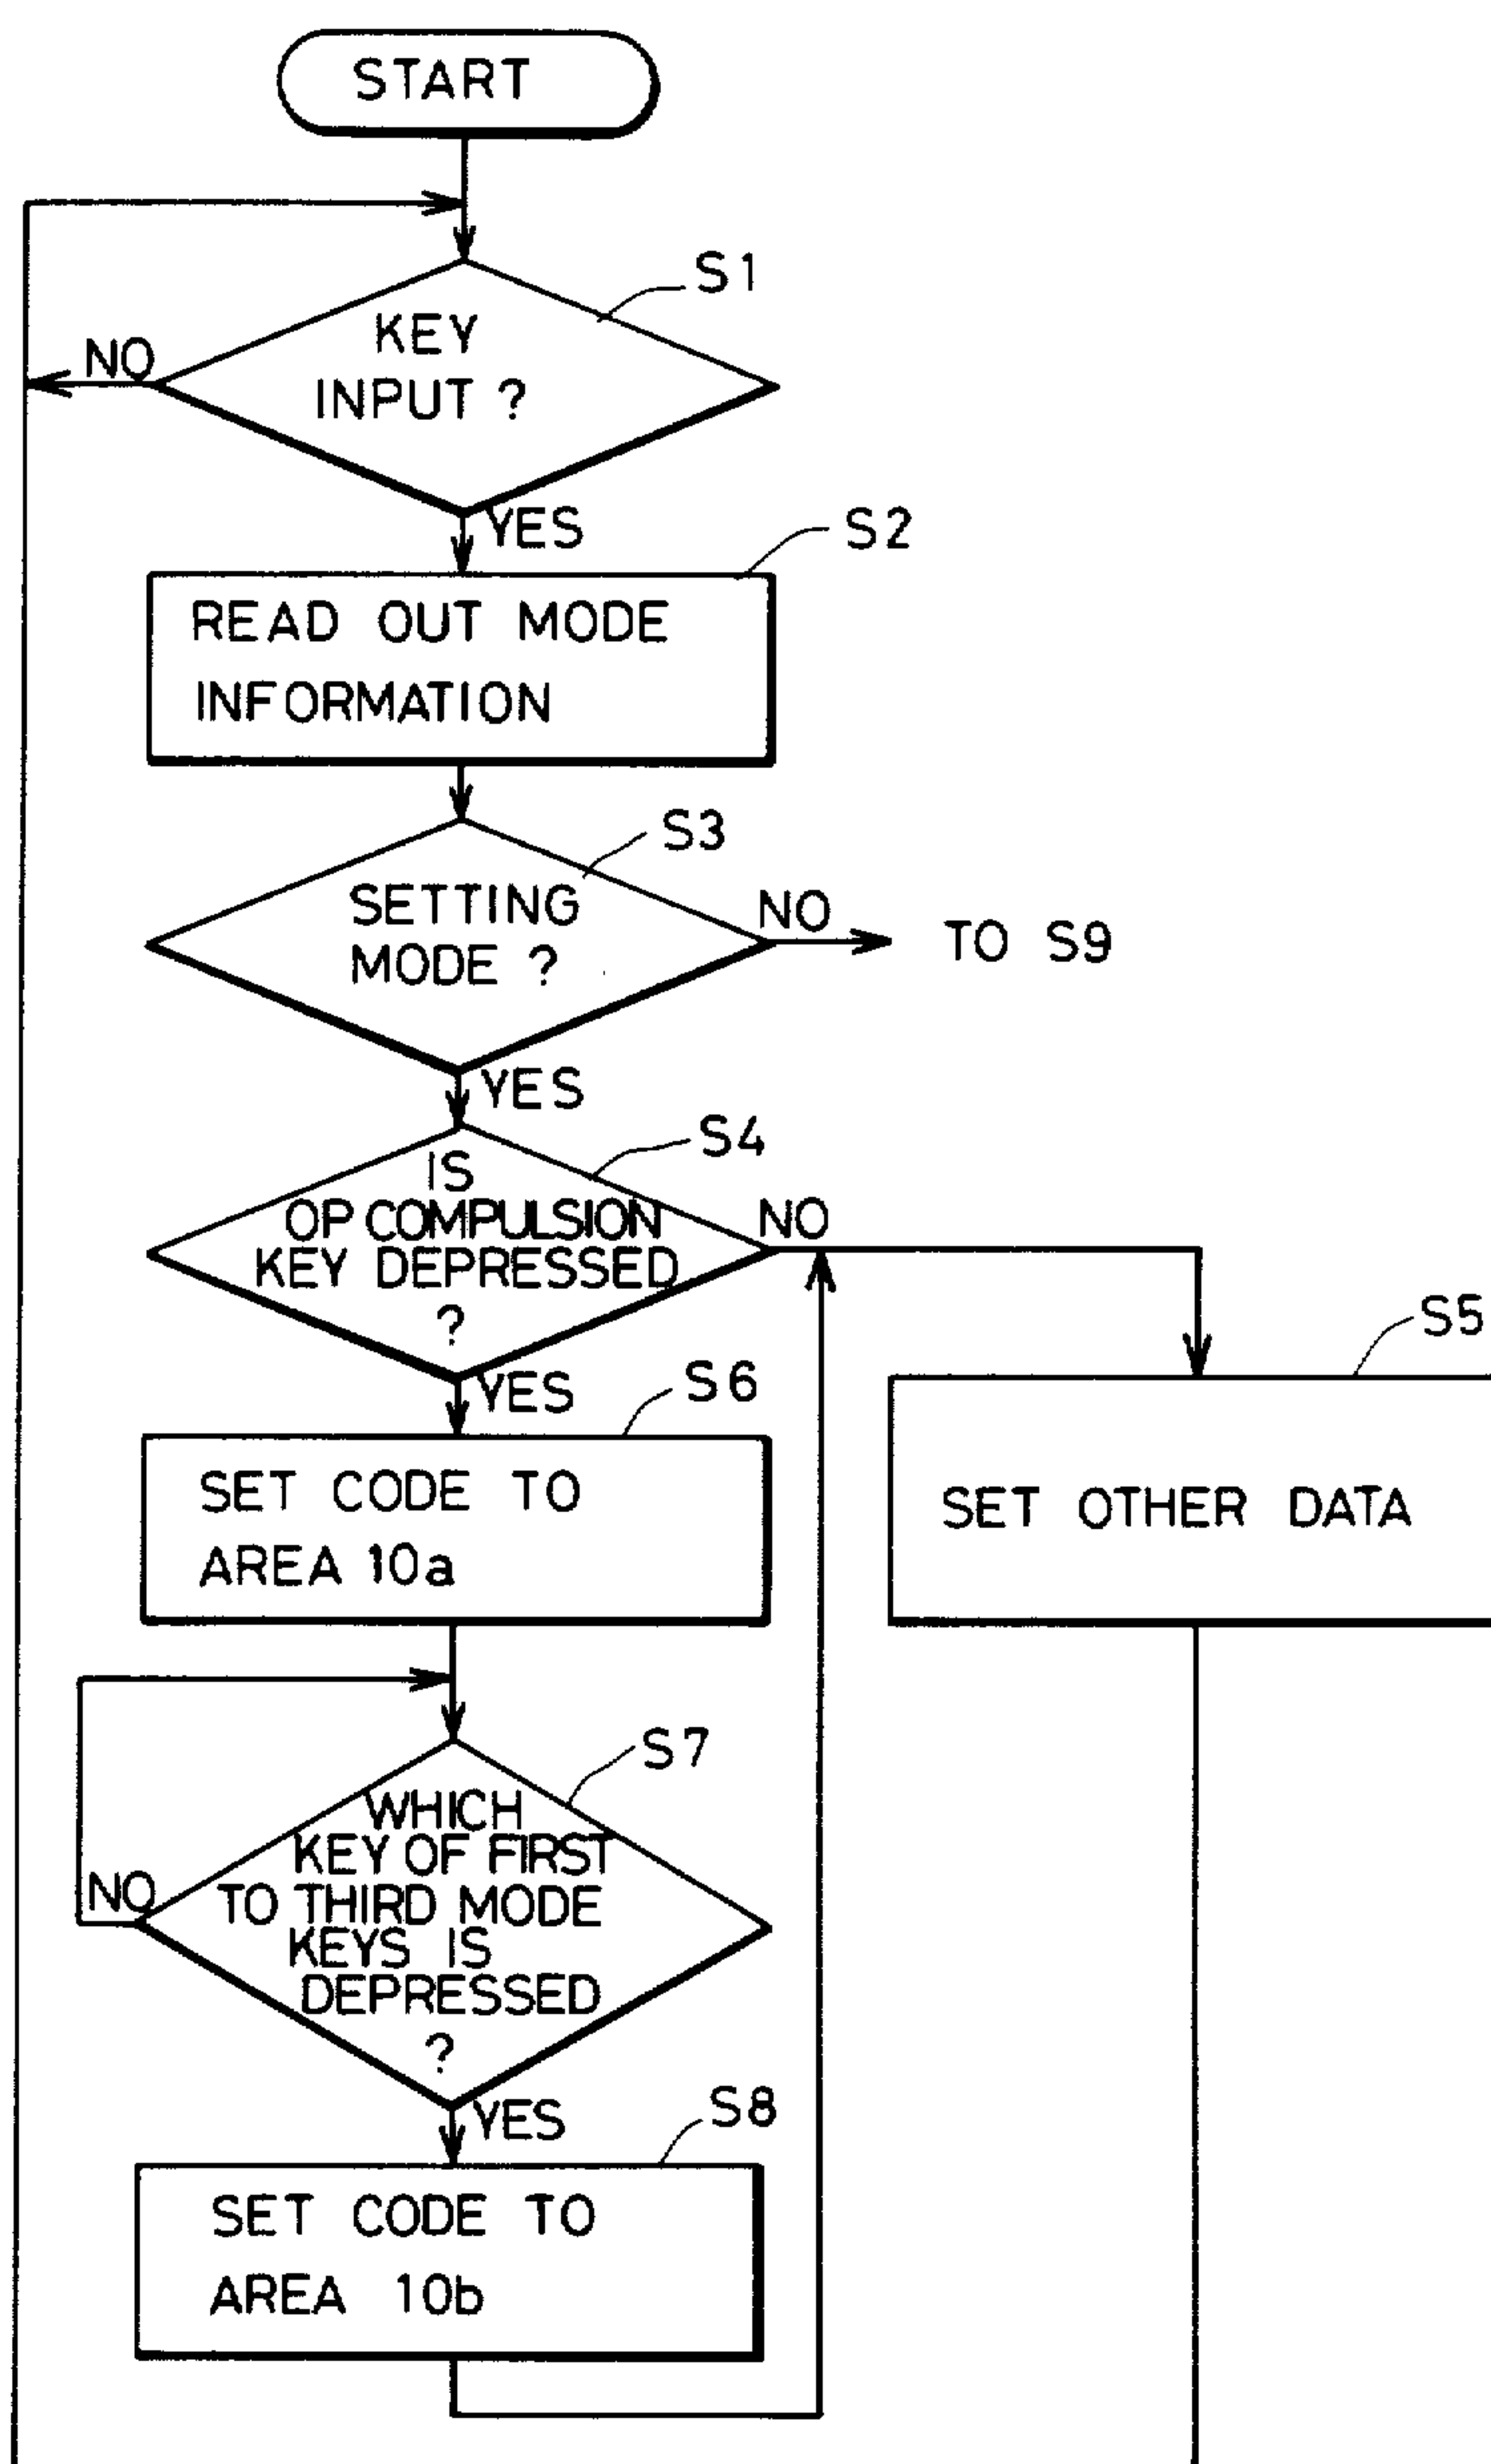 START
S1
KEY
INPUT ?
NO
YES
S2
READ OUT MODE
INFORMATION
S3
SETTING
MODE ?
NO
TO S9
YES
S4
IS
OP COMPULSION
KEY DEPRESSED
?
NO
YES
S5
SET OTHER DATA
S6
SET CODE TO
AREA 10a
S7
WHICH
KEY OF FIRST
TO THIRD MODE
KEYS IS
DEPRESSED
?
NO
YES
S8
SET CODE TO
AREA 10b